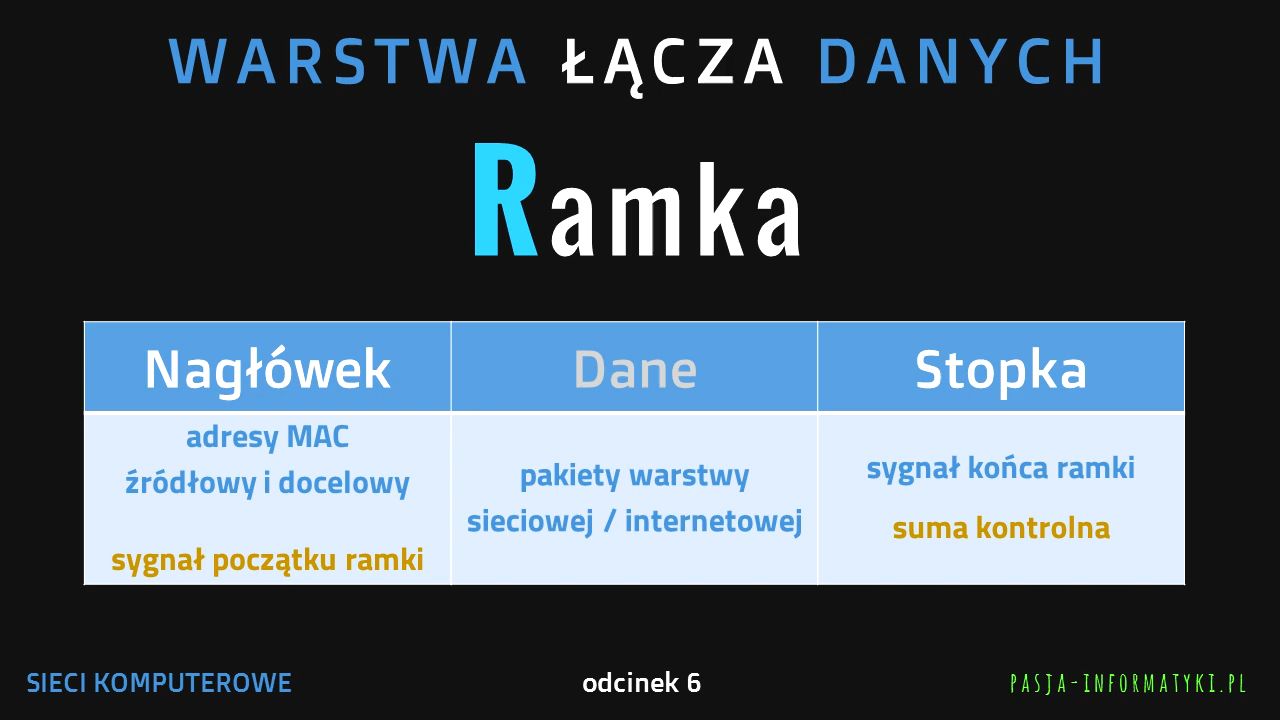 WARSTWA ŁĄCZA DANYCH
Ramka
Nagłówek
Dane
Stopka
adresy MAC
źródłowy i docelowy
sygnał początku ramki
pakiety warstwy
sieciowej / internetowej
sygnał końca ramki
suma kontrolna
SIECI KOMPUTEROWE
odcinek 6
PASJA-INFORMATYKI.PL